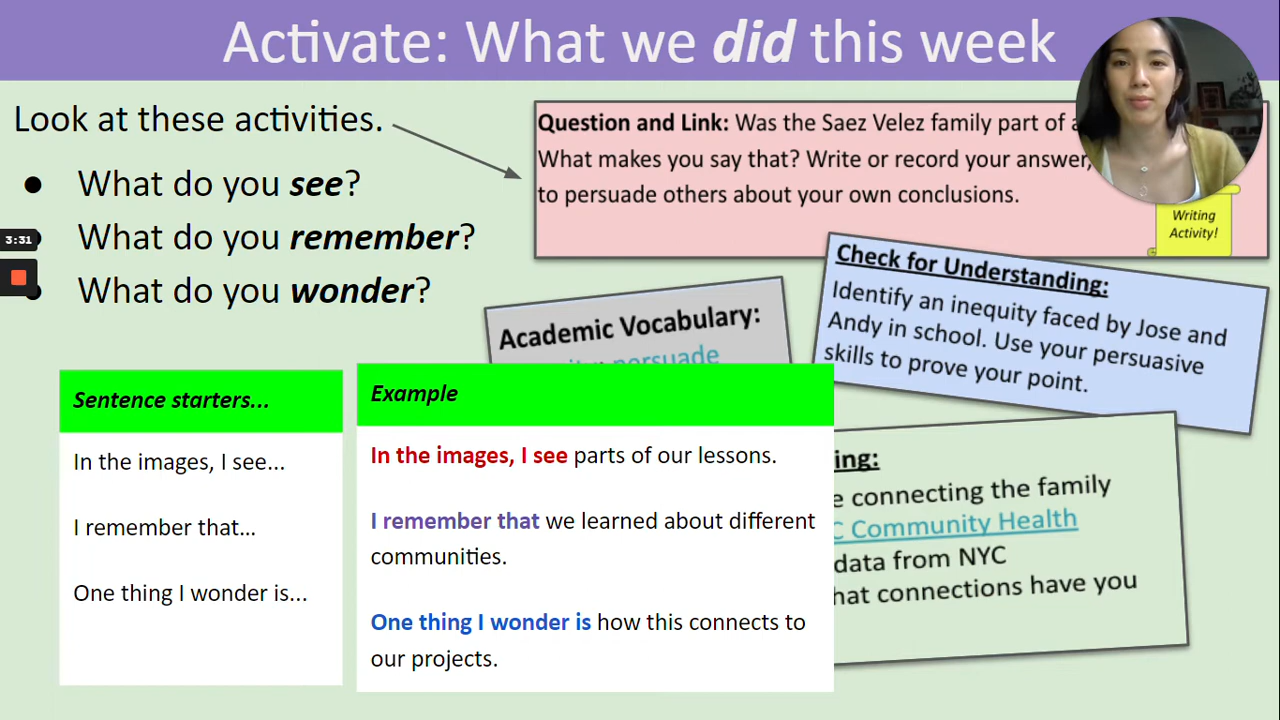 Activate: What we did this week
Look at these activities.
● What do you see?
What do you remember?
What do you wonder?
3:31
Question and Link: Was the Saez Velez family part of a
What makes you say that? Write or record your answer,
to persuade others about your own conclusions.
Writing
Activity!
Check for Understanding:
Identify an inequity faced by Jose and
Andy in school. Use your persuasive
skills to prove your point.
Academic Vocabulary:
persuade
Sentence starters...
In the images, I see...
I remember that...
One thing I wonder is...
Example
In the images, I see parts of our lessons.
I remember that we learned about different
communities.
One thing I wonder is how this connects to
our projects.
ing:
e connecting the family
C Community Health
data from NYC
hat connections have you